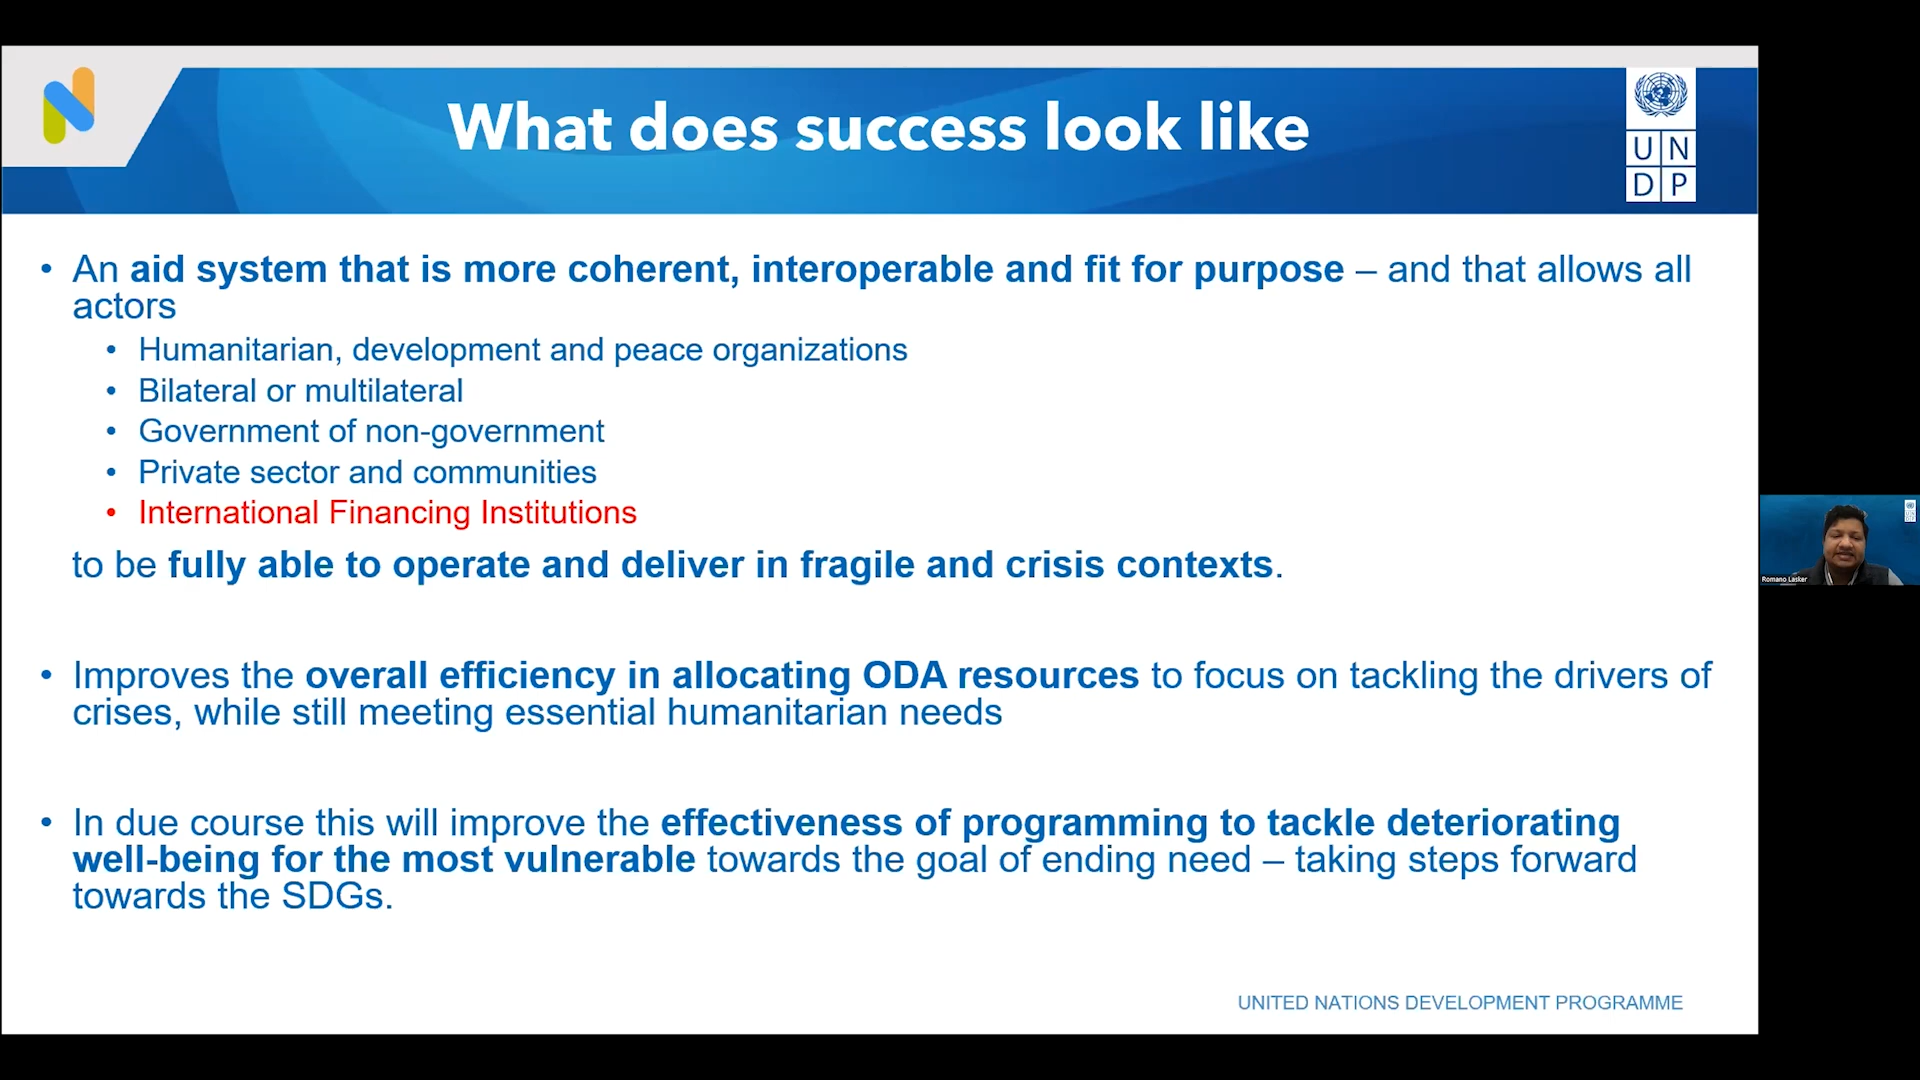 What does success look like
U N
D P
• An aid system that is more coherent, interoperable and fit for purpose – and that allows all
actors
• Humanitarian, development and peace organizations
• Bilateral or multilateral
• Government of non-government
• Private sector and communities
• International Financing Institutions
to be fully able to operate and deliver in fragile and crisis contexts.
Romano Lasker
• Improves the overall efficiency in allocating ODA resources to focus on tackling the drivers of
crises, while still meeting essential humanitarian needs
• In due course this will improve the effectiveness of programming to tackle deteriorating
well-being for the most vulnerable towards the goal of ending need – taking steps forward
towards the SDGs.
UNITED NATIONS DEVELOPMENT PROGRAMME